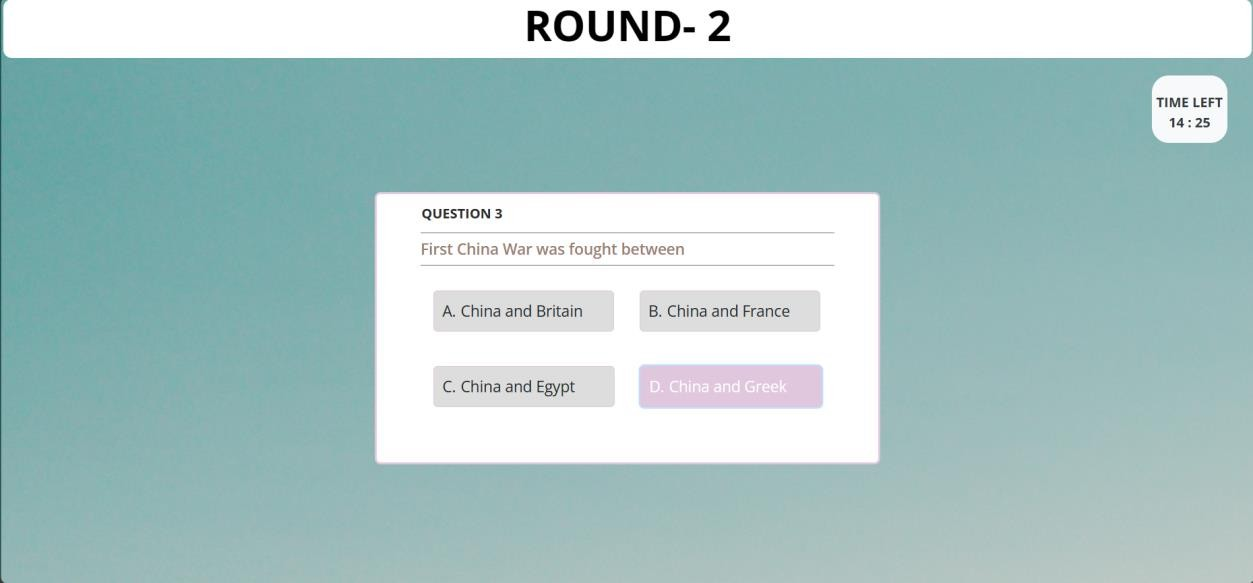 ROUND- 2
TIME LEFT
14 : 25
QUESTION 3
First China War was fought between
A. China and Britain
B. China and France
C. China and Egypt
D. China and Greek